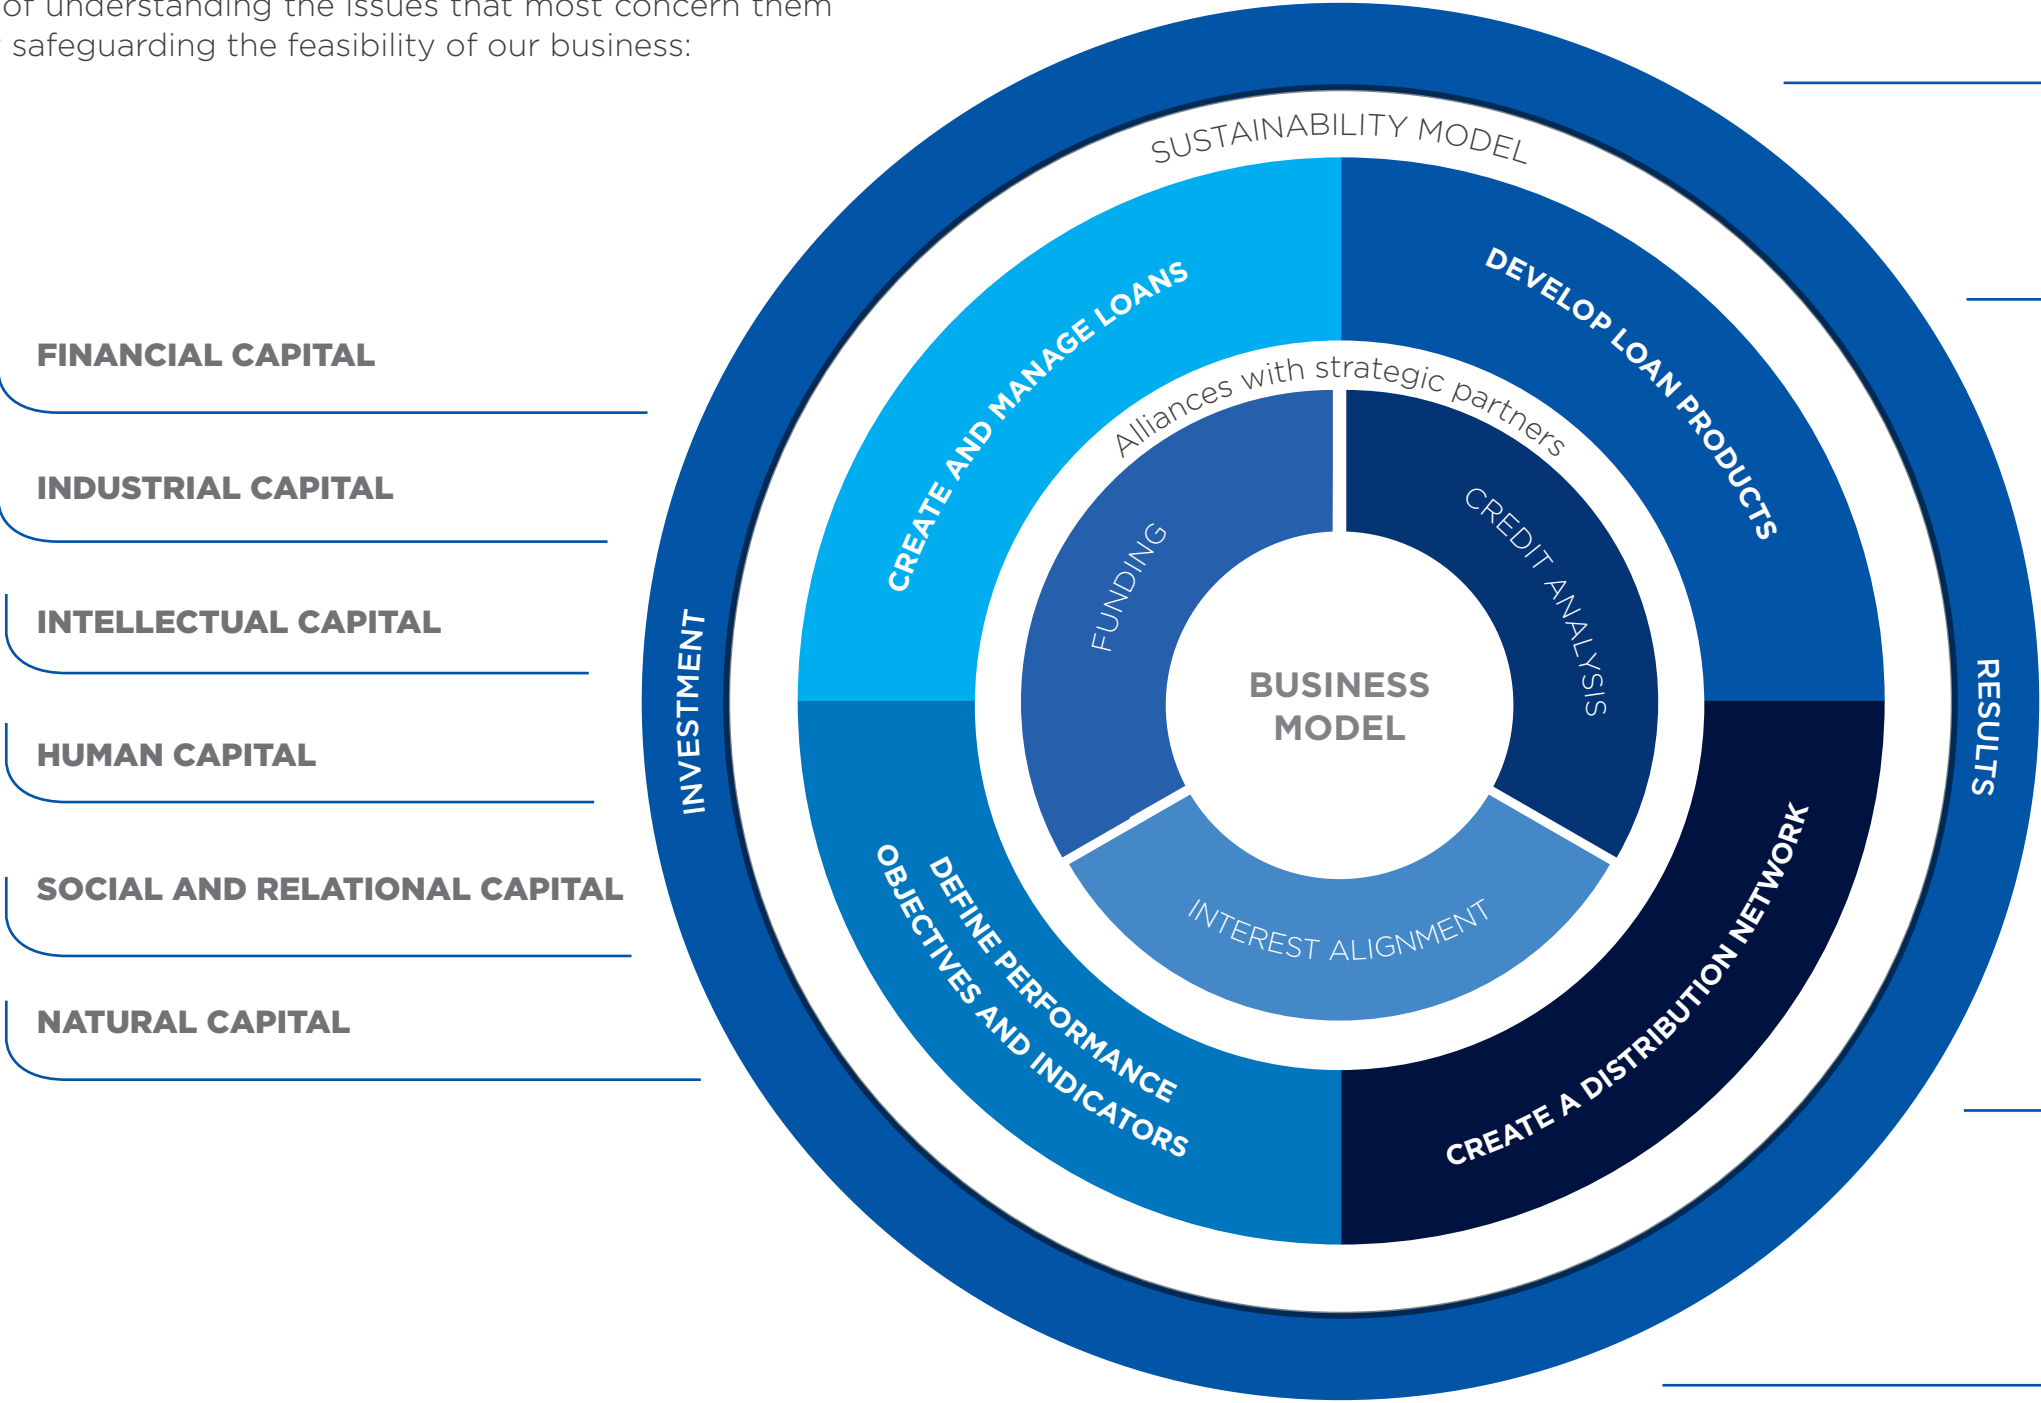 of understanding the issues that most concern them
safeguarding the feasibility of our business:
SUSTAINABILITY MODEL
CREATE AND MANAGE LOANS
DEVELOP LOAN PRODUCTS
Alliances with strategic partners
FINANCIAL CAPITAL
INDUSTRIAL CAPITAL
INTELLECTUAL CAPITAL
HUMAN CAPITAL
SOCIAL AND RELATIONAL CAPITAL
NATURAL CAPITAL
INVESTMENT
FUNDING
CREDIT ANALYSIS
BUSINESS
MODEL
RESULTS
INTEREST ALIGNMENT
DEFINE PERFORMANCE
OBJECTIVES AND INDICATORS
CREATE A DISTRIBUTION NETWORK